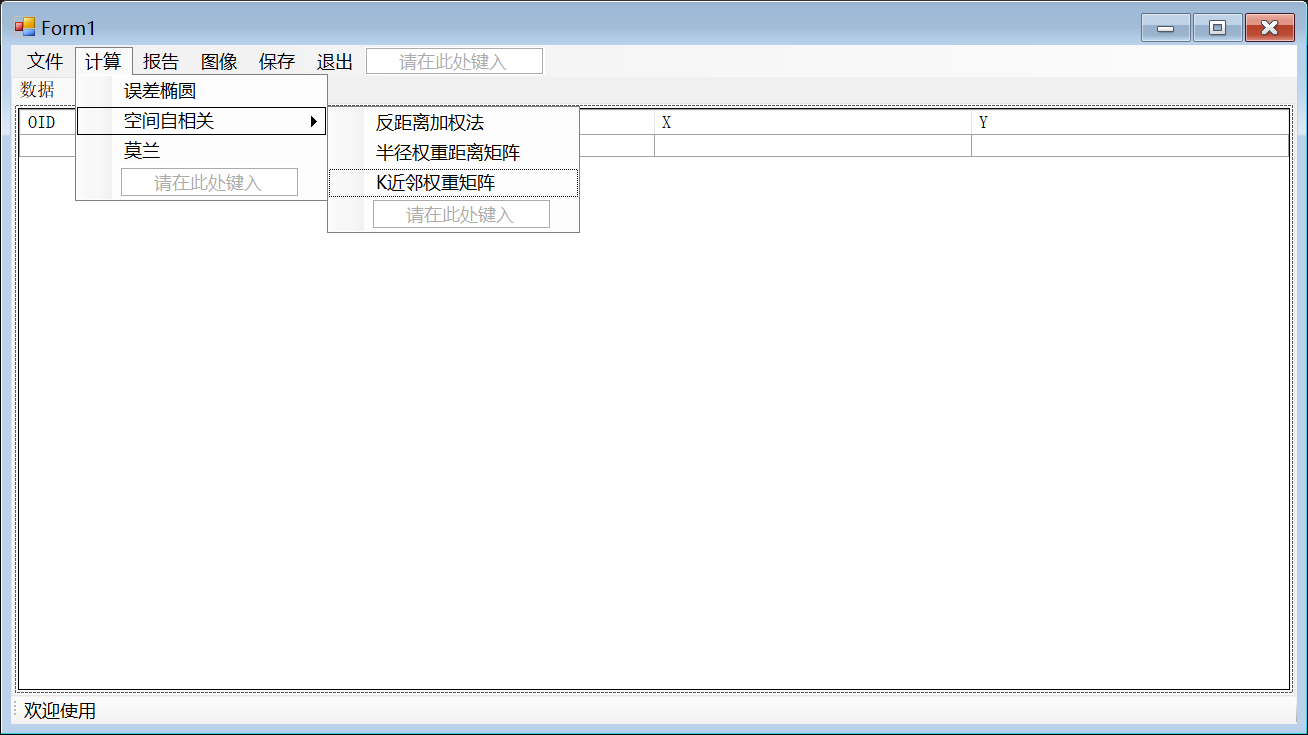 Form1
文件 计算 报告 图像 保存 退出 请在此处键入
数据
误差椭圆
空间自相关
莫兰
请在此处键入
反距离加权法
半径权重距离矩阵
K近邻权重矩阵
请在此处键入
OID X Y
欢迎使用